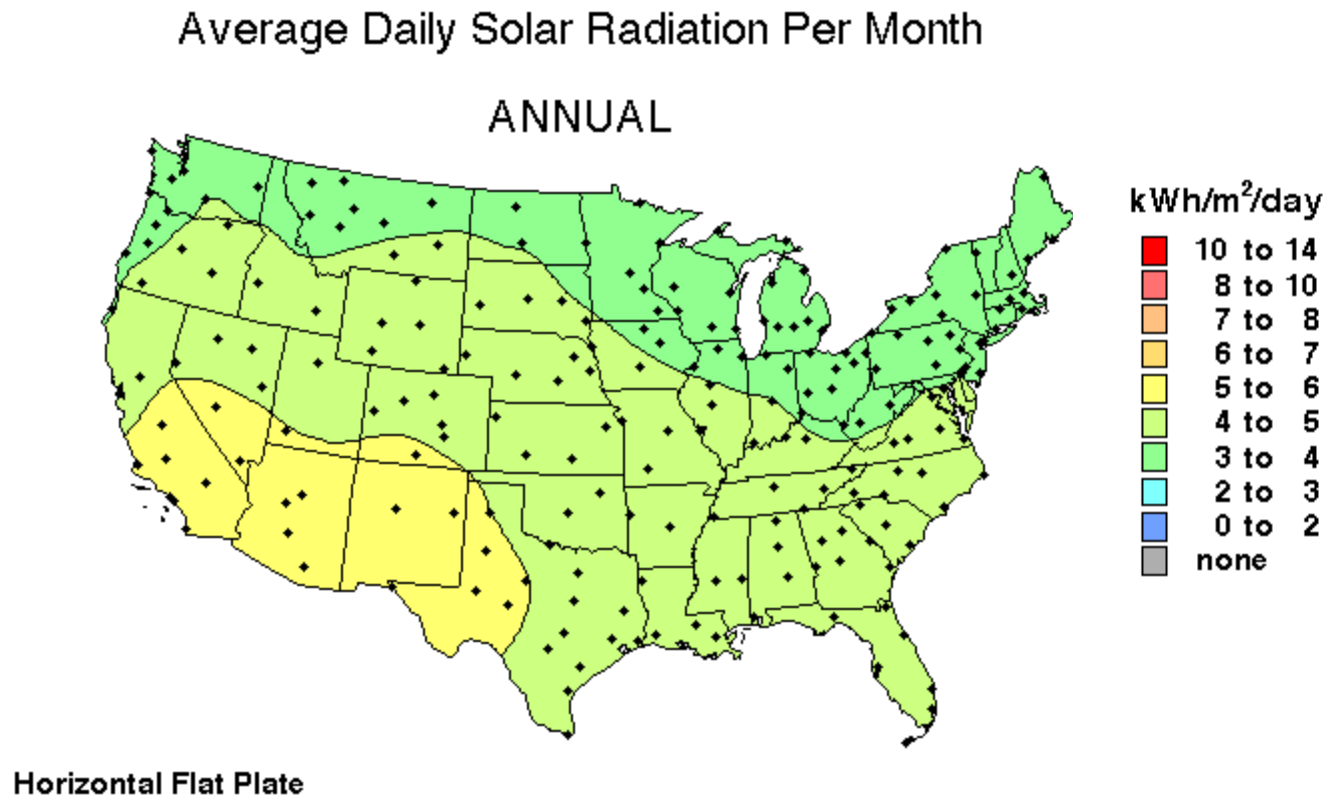 Average Daily Solar Radiation Per Month
ANNUAL
kWh/m²/day
10 to 14
8 to 10
7 to 8
6 to 7
5 to 6
4 to 5
3 to 4
2 to 3
0 to 2
none
Horizontal Flat Plate